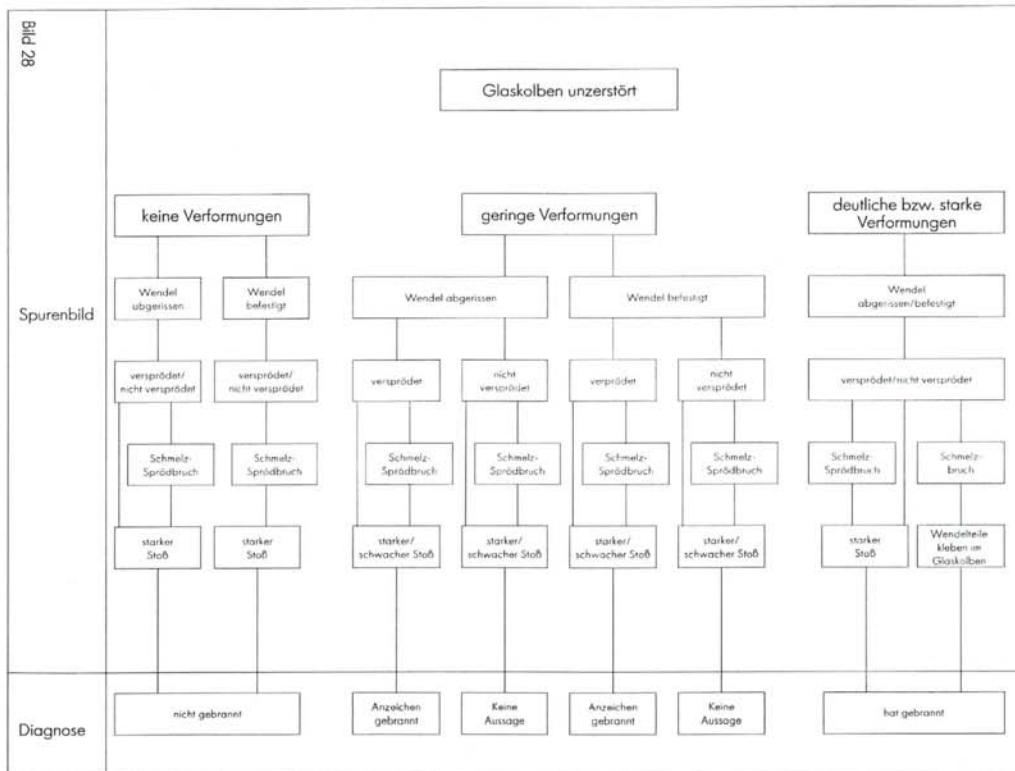 Bild 28
Glaskolben unzerstört
keine Verformungen
geringe Verformungen
deutliche bzw. starke
Verformungen
Spurenbild
Wendel
abgerissen
Wendel
befestigt
Wendel abgerissen
Wendel befestigt
Wendel
abgerissen/befestigt
versprödet/
nicht versprödet
versprödet/
nicht versprödet
versprödet
nicht
versprödet
verprödet
nicht
versprödet
versprödet/nicht versprödet
Schmelz-
Sprödbruch
Schmelz-
Sprödbruch
Schmelz-
Sprödbruch
Schmelz-
Sprödbruch
Schmelz-
Sprödbruch
Schmelz-
Sprödbruch
Schmelz-
Sprödbruch
Schmelz-
bruch
starker
Stoß
starker
Stoß
starker/
schwacher Stoß
starker/
schwacher Stoß
starker/
schwacher Stoß
starker/
schwacher Stoß
starker
Stoß
Wendelteile
kleben im
Glaskolben
Diagnose
nicht gebrannt
Anzeichen
gebrannt
Keine
Aussage
Anzeichen
gebrannt
Keine
Aussage
hat gebrannt